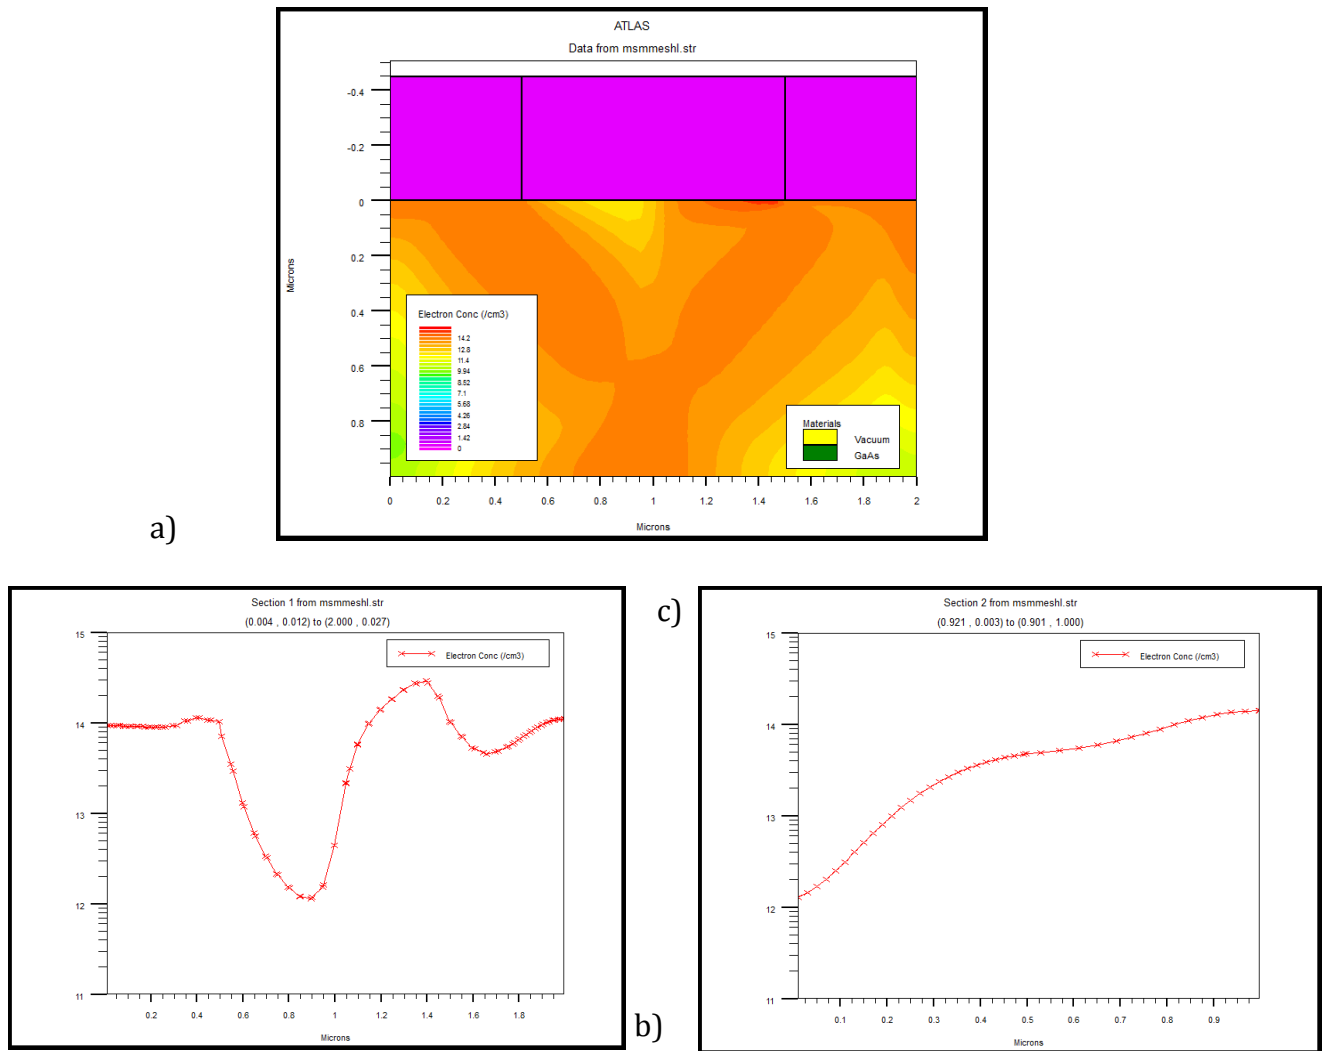 ATLAS
Data from msmmeshl.str
-0.4
-0.2
0
0.2
0.4
0.6
0.8
Microns
Electron Conc (/cm3)
14.2
12.8
11.4
9.94
8.52
7.1
5.68
4.26
2.84
1.42
0
Materials
Vacuum
GaAs
0 0.2 0.4 0.6 0.8 1 1.2 1.4 1.6 1.8 2
Microns
a)
Section 1 from msmmeshl.str
(0.004 , 0.012) to (2.000 , 0.027)
Electron Conc (/cm3)
15
14
13
12
11
0.2 0.4 0.6 0.8 1 1.2 1.4 1.6 1.8
Microns
b)
c)
Section 2 from msmmeshl.str
(0.921 , 0.003) to (0.901 , 1.000)
Electron Conc (/cm3)
15
14
13
12
11
0.1 0.2 0.3 0.4 0.5 0.6 0.7 0.8 0.9
Microns